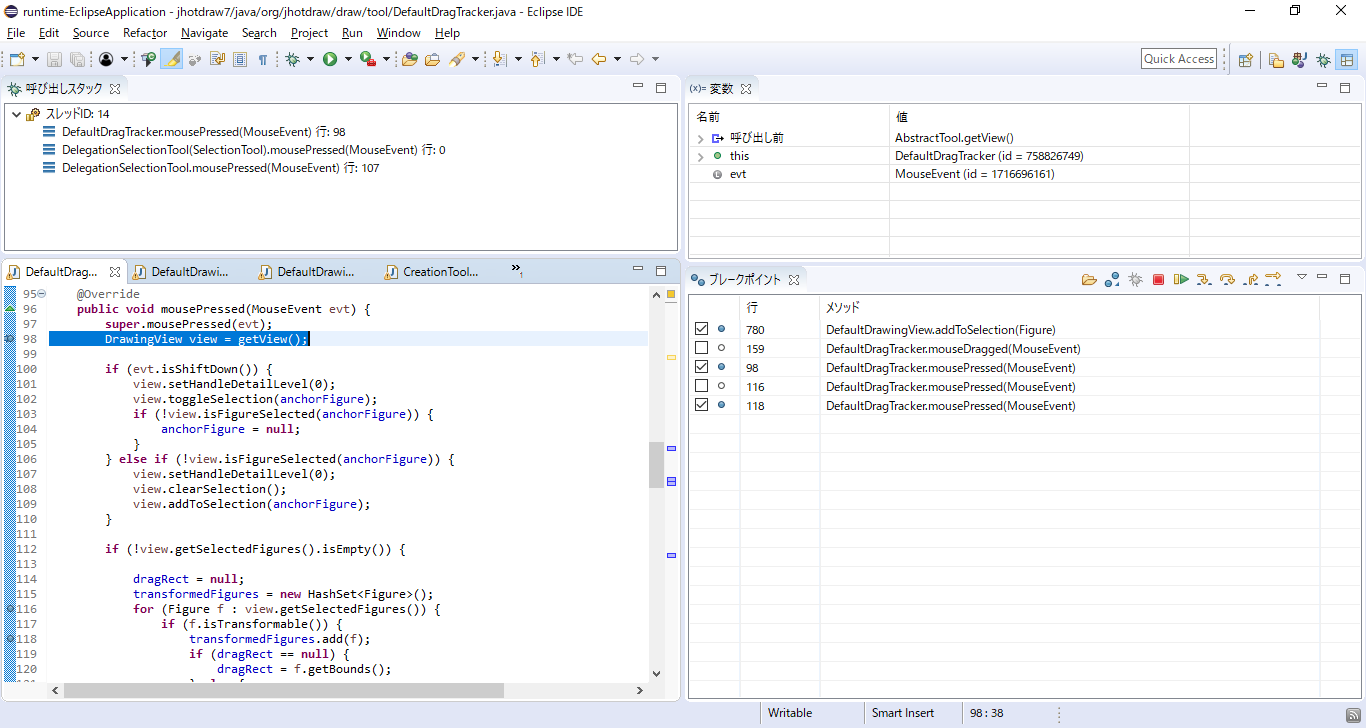 runtime-EclipseApplication - jhotdraw7/java/org/jhotdraw/draw/tool/DefaultDragTracker.java - Eclipse IDE
File Edit Source Refactor Navigate Search Project Run Window Help
Quick Access
呼び出しスタック
スレッドID: 14
DefaultDragTracker.mousePressed(MouseEvent) 行: 98
DelegationSelectionTool(SelectionTool).mousePressed(MouseEvent) 行: 0
DelegationSelectionTool.mousePressed(MouseEvent) 行: 107
(x)= 変数
名前 値
呼び出し前 AbstractTool.getView()
this DefaultDragTracker (id = 758826749)
evt MouseEvent (id = 1716696161)
DefaultDrag... DefaultDrawi... DefaultDrawi... CreationTool... »1
95 @Override
96 public void mousePressed(MouseEvent evt) {
97 super.mousePressed(evt);
98 DrawingView view = getView();
99
100 if (evt.isShiftDown()) {
101 view.setHandleDetailLevel(0);
102 view.toggleSelection(anchorFigure);
103 if (!view.isFigureSelected(anchorFigure)) {
104 anchorFigure = null;
105 }
106 } else if (!view.isFigureSelected(anchorFigure)) {
107 view.setHandleDetailLevel(0);
108 view.clearSelection();
109 view.addToSelection(anchorFigure);
110 }
111
112 if (!view.getSelectedFigures().isEmpty()) {
113
114 dragRect = null;
115 transformedFigures = new HashSet<Figure>();
116 for (Figure f : view.getSelectedFigures()) {
117 if (f.isTransformable()) {
118 transformedFigures.add(f);
119 if (dragRect == null) {
120 dragRect = f.getBounds();
ブレークポイント
行 メソッド
780 DefaultDrawingView.addToSelection(Figure)
159 DefaultDragTracker.mouseDragged(MouseEvent)
98 DefaultDragTracker.mousePressed(MouseEvent)
116 DefaultDragTracker.mousePressed(MouseEvent)
118 DefaultDragTracker.mousePressed(MouseEvent)
Writable Smart Insert 98 : 38